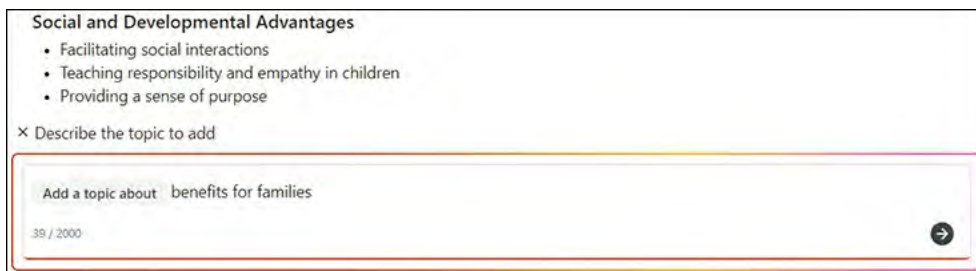 Social and Developmental Advantages
• Facilitating social interactions
• Teaching responsibility and empathy in children
• Providing a sense of purpose
× Describe the topic to add
Add a topic about benefits for families
39 / 2000